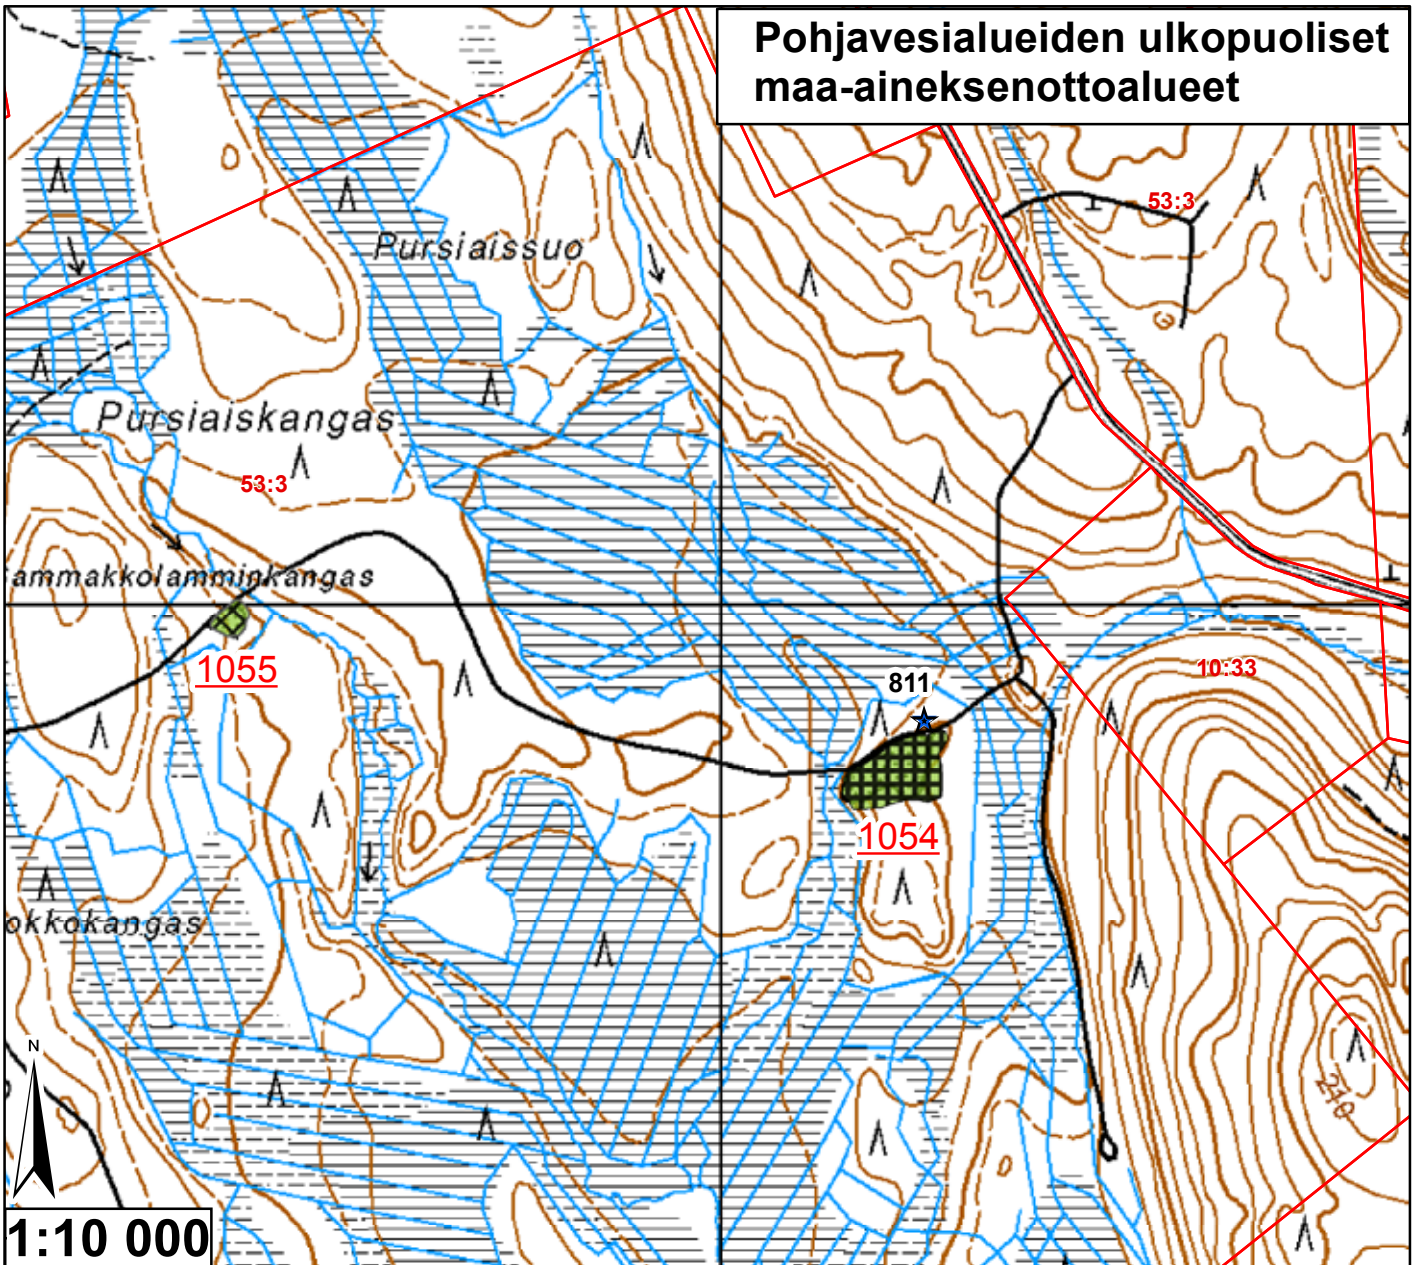 Pohjavesialueiden ulkopuoliset
maa-aineksenottoalueet
53:3
Pursiaissuo
Pursiaiskangas
53:3
ammakkolamminkangas
1055
10:33
811
1054
okkokangas
N
210
1:10 000